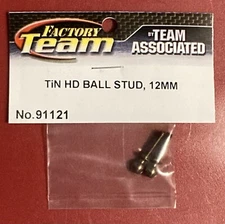 FACTORY
Team
BY TEAM
ASSOCIATED
TiN HD BALL STUD, 12MM
No.91121